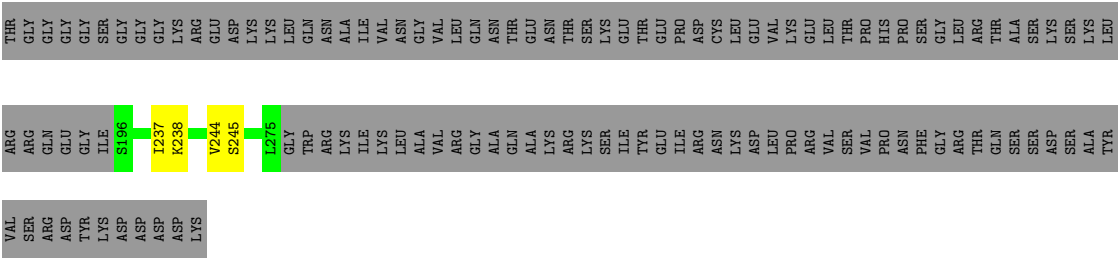 THR GLY GLY GLY GLY SER GLY GLY GLY LYS ARG GLU ASP LYS LYS LEU GLN ASN ALA ILE VAL ASN GLY VAL LEU GLN ASN THR GLU ASN THR SER LYS GLU THR GLU PRO ASP CYS LEU GLU VAL LYS GLU LEU THR PRO HIS PRO SER GLY LEU ARG THR ALA SER LYS SER LYS LEU
ARG ARG GLN GLU GLY ILE S196 I237 K238 V244 S245 L275 GLY TRP ARG LYS ILE LYS LEU ALA VAL ARG GLY ALA GLN ALA LYS ARG LYS SER ILE TYR GLU ILE ARG ASN LYS ASP LEU PRO ARG VAL SER VAL PRO ASN PHE GLY ARG THR GLN SER SER ASP SER ALA TYR
VAL SER ARG ASP TYR LYS ASP ASP ASP ASP LYS